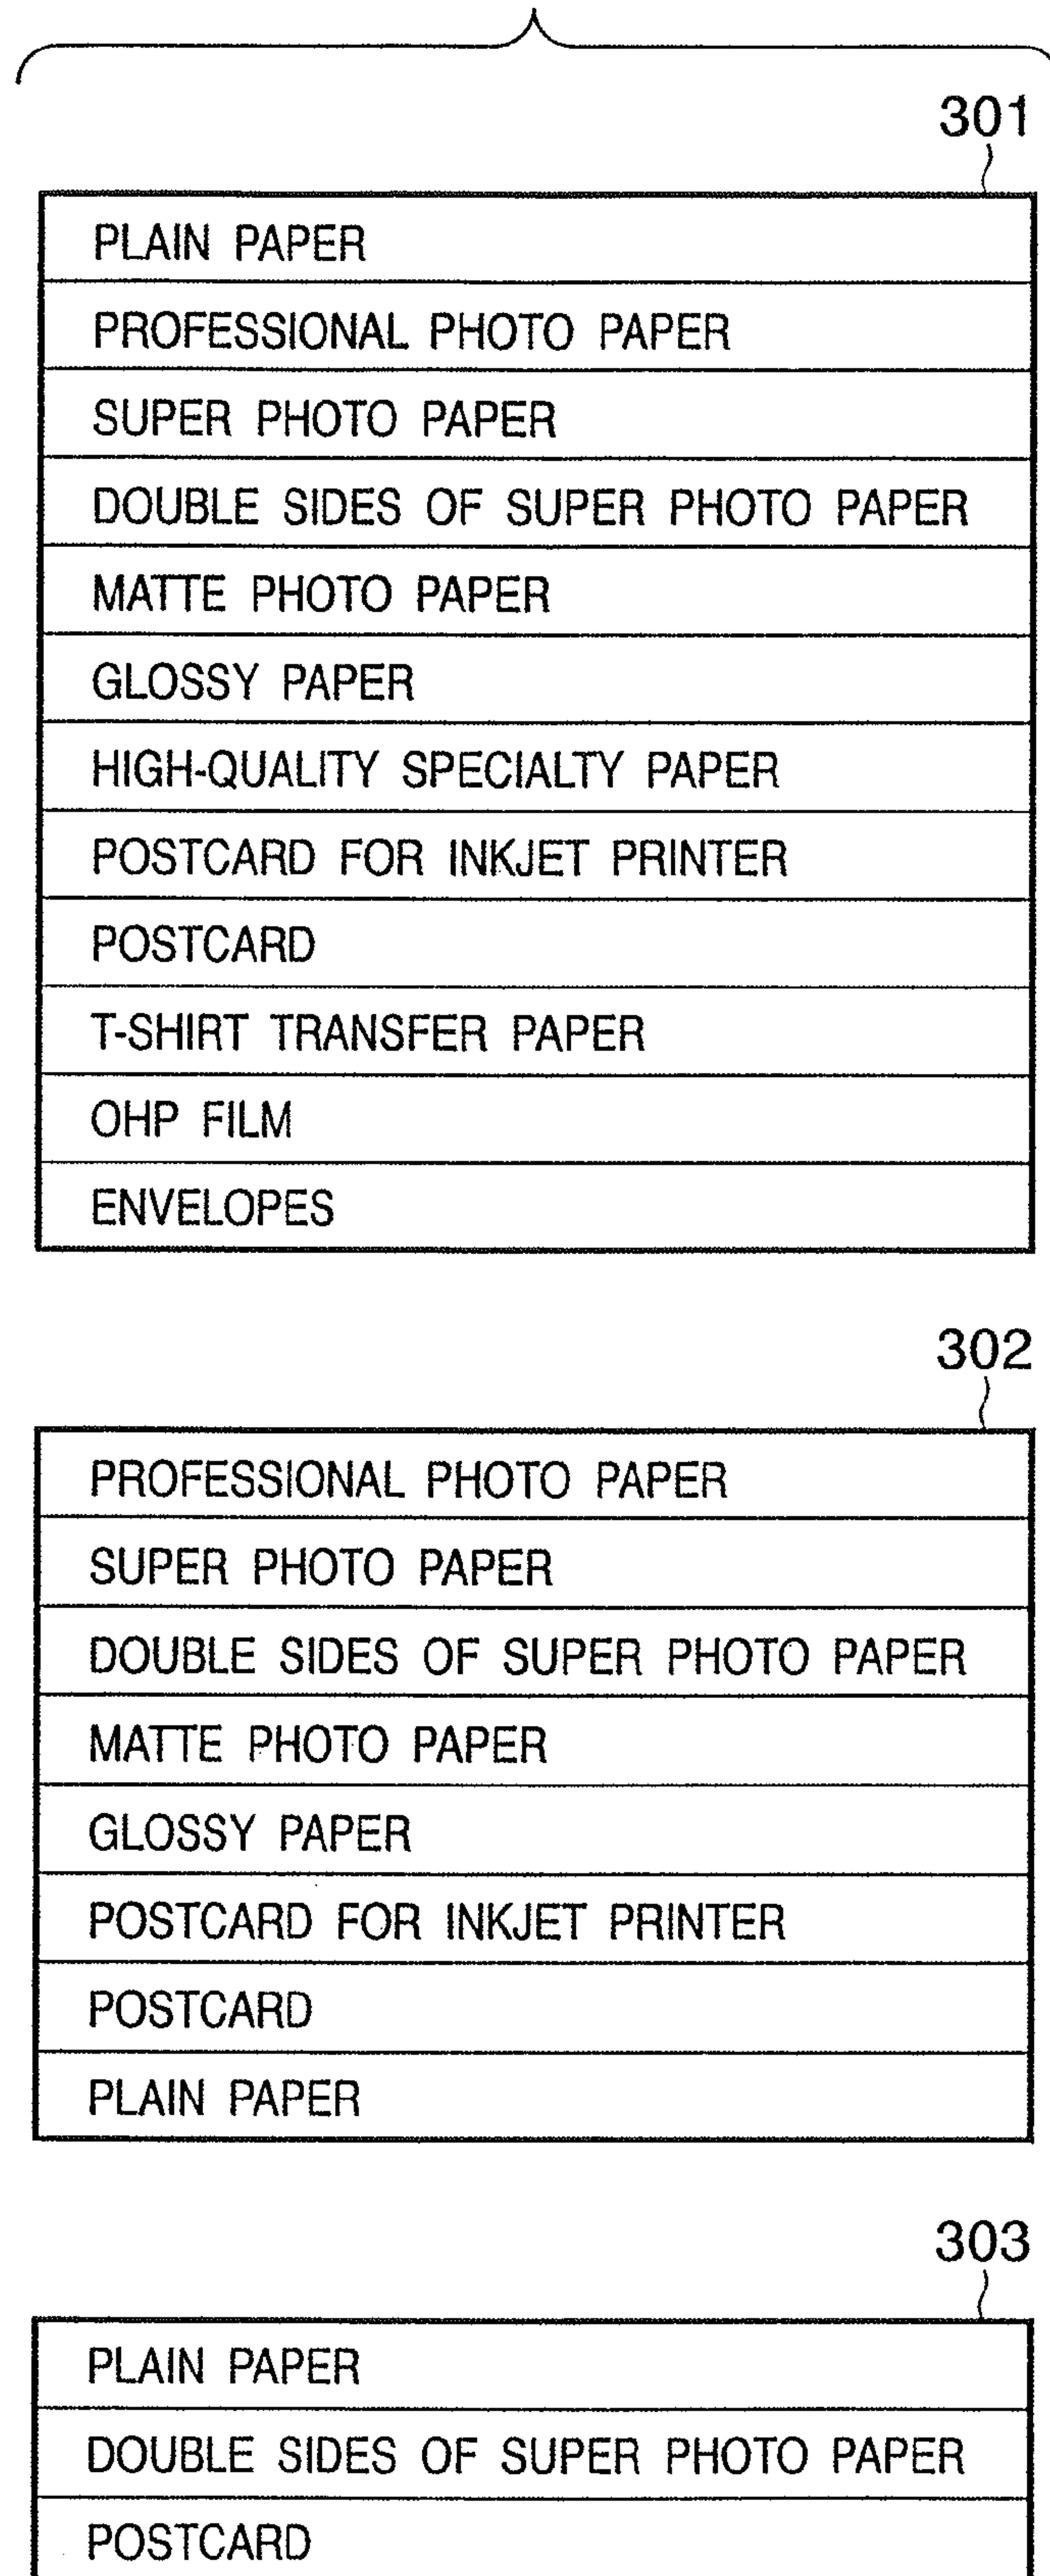 301
PLAIN PAPER
PROFESSIONAL PHOTO PAPER
SUPER PHOTO PAPER
DOUBLE SIDES OF SUPER PHOTO PAPER
MATTE PHOTO PAPER
GLOSSY PAPER
HIGH-QUALITY SPECIALTY PAPER
POSTCARD FOR INKJET PRINTER
POSTCARD
T-SHIRT TRANSFER PAPER
OHP FILM
ENVELOPES
302
PROFESSIONAL PHOTO PAPER
SUPER PHOTO PAPER
DOUBLE SIDES OF SUPER PHOTO PAPER
MATTE PHOTO PAPER
GLOSSY PAPER
POSTCARD FOR INKJET PRINTER
POSTCARD
PLAIN PAPER
303
PLAIN PAPER
DOUBLE SIDES OF SUPER PHOTO PAPER
POSTCARD